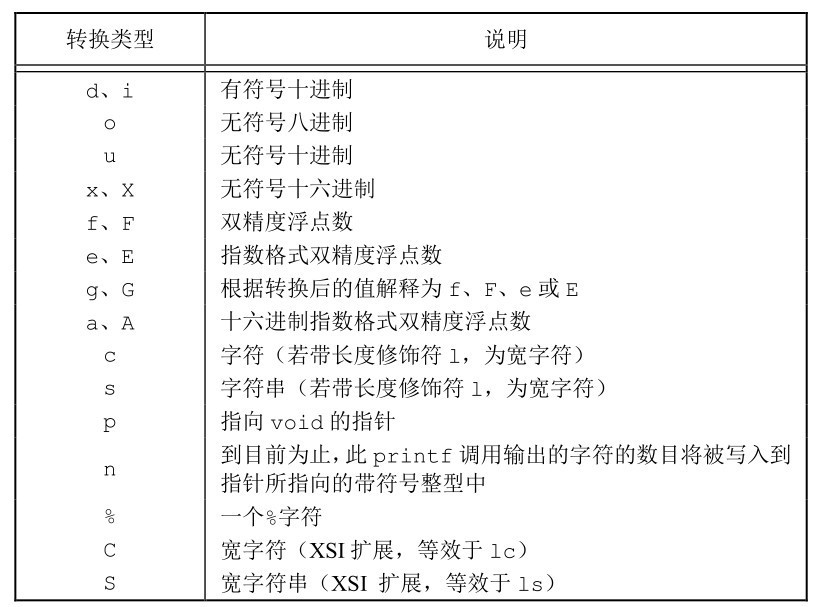 转换类型 说明
d、i 有符号十进制
o 无符号八进制
u 无符号十进制
x、X 无符号十六进制
f、F 双精度浮点数
e、E 指数格式双精度浮点数
g、G 根据转换后的值解释为 f、F、e 或 E
a、A 十六进制指数格式双精度浮点数
c 字符（若带长度修饰符 l，为宽字符）
s 字符串（若带长度修饰符 l，为宽字符）
p 指向 void 的指针
n 到目前为止，此 printf 调用输出的字符的数目将被写入到
指针所指向的带符号整型中
% 一个%字符
C 宽字符（XSI 扩展，等效于 lc）
S 宽字符串（XSI 扩展，等效于 ls）